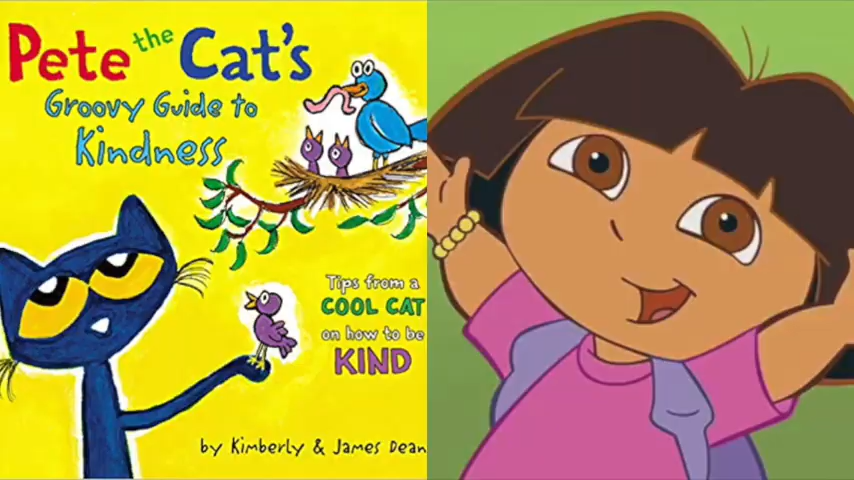 Pete the Cat's
Groovy Guide to
Kindness
Tips from a
COOL CAT
on how to be
KIND
by Kimberly & James Dean